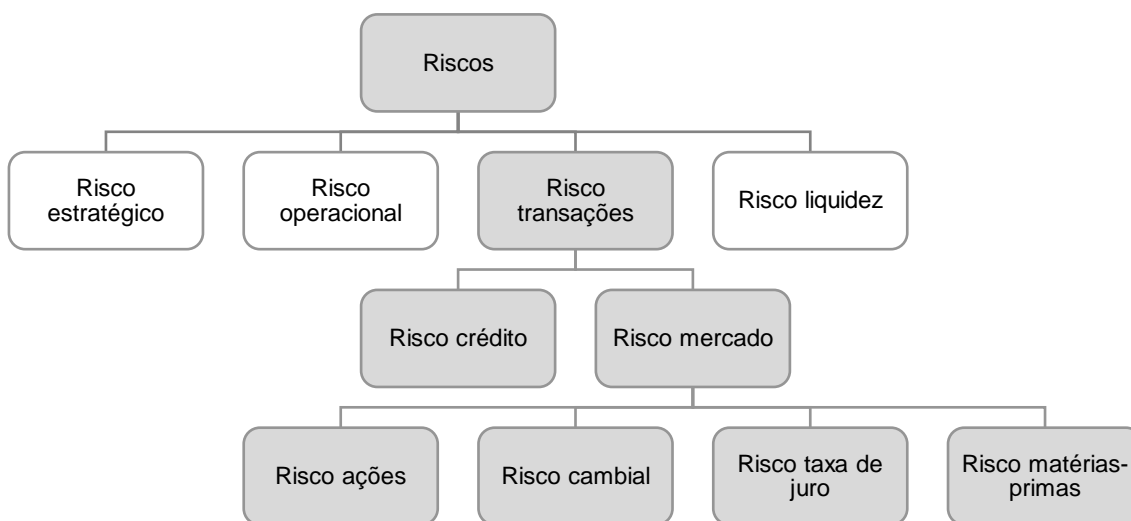 Riscos
Risco
estratégico
Risco
operacional
Risco
transações
Risco liquidez
Risco crédito
Risco mercado
Risco ações
Risco cambial
Risco taxa de
juro
Risco matérias-
primas